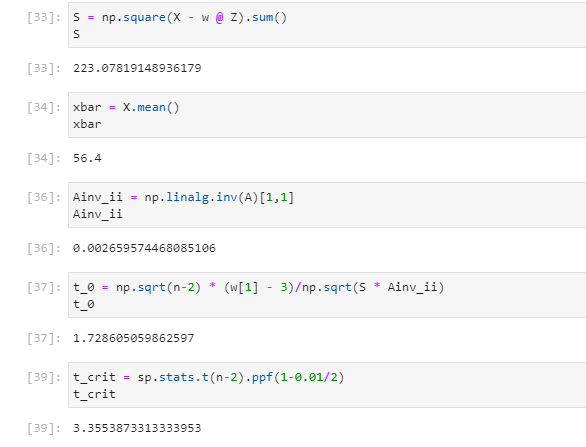 [33]: S = np.square(X - w @ Z).sum()
S
[33]: 223.07819148936179
[34]: xbar = X.mean()
xbar
[34]: 56.4
[36]: Ainv_ii = np.linalg.inv(A)[1,1]
Ainv_ii
[36]: 0.002659574468085106
[37]: t_0 = np.sqrt(n-2) * (w[1] - 3)/np.sqrt(S * Ainv_ii)
t_0
[37]: 1.728605059862597
[39]: t_crit = sp.stats.t(n-2).ppf(1-0.01/2)
t_crit
[39]: 3.3553873313333953